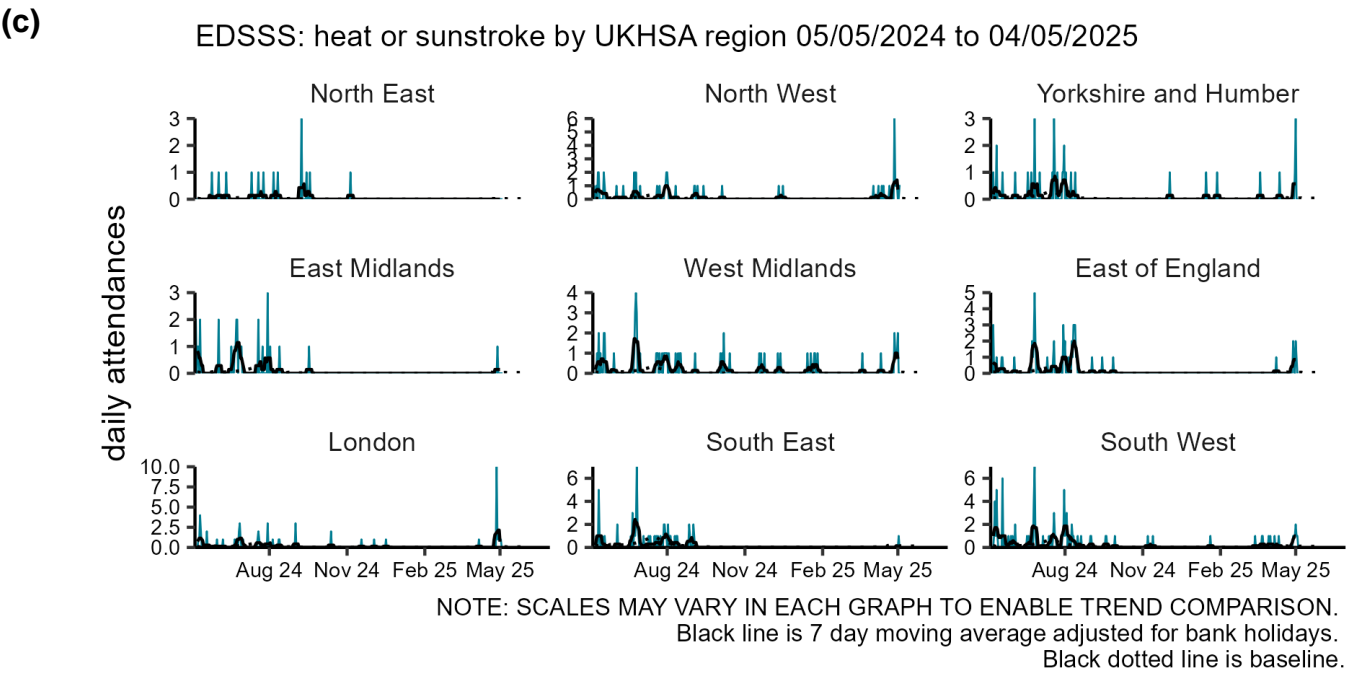 (c)
EDSSS: heat or sunstroke by UKHSA region 05/05/2024 to 04/05/2025
North East
3
2
1
0
North West
6
5
4
3
2
1
0
Yorkshire and Humber
3
2
1
0
daily attendances
East Midlands
3
2
1
0
West Midlands
4
3
2
1
0
East of England
5
4
3
2
1
0
London
10.0
7.5
5.0
2.5
0.0
Aug 24 Nov 24 Feb 25 May 25
South East
6
4
2
0
Aug 24 Nov 24 Feb 25 May 25
South West
6
4
2
0
Aug 24 Nov 24 Feb 25 May 25
NOTE: SCALES MAY VARY IN EACH GRAPH TO ENABLE TREND COMPARISON.
Black line is 7 day moving average adjusted for bank holidays.
Black dotted line is baseline.